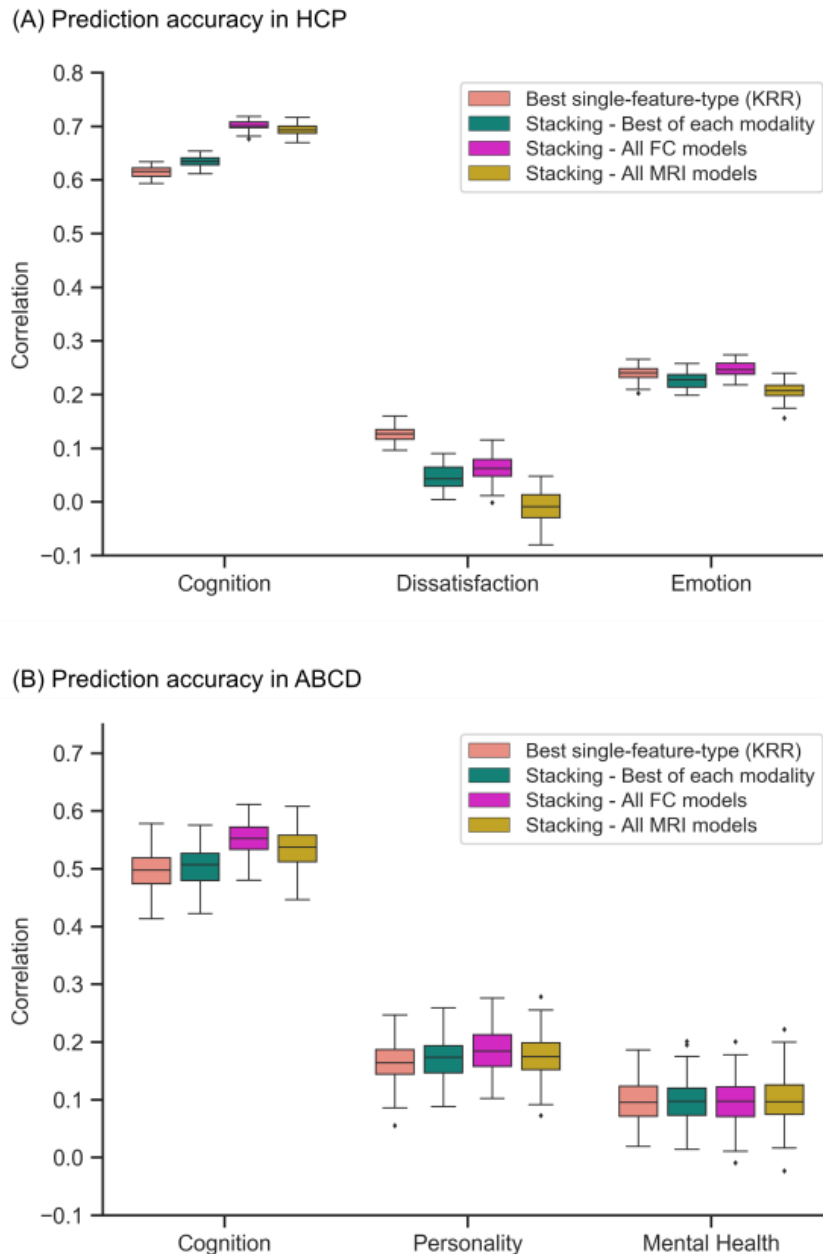 (A) Prediction accuracy in HCP
0.8
0.7
0.6
0.5
0.4
0.3
0.2
0.1
0.0
−0.1
Correlation
Best single-feature-type (KRR)
Stacking - Best of each modality
Stacking - All FC models
Stacking - All MRI models
Cognition Dissatisfaction Emotion
(B) Prediction accuracy in ABCD
0.7
0.6
0.5
0.4
0.3
0.2
0.1
0.0
−0.1
Correlation
Best single-feature-type (KRR)
Stacking - Best of each modality
Stacking - All FC models
Stacking - All MRI models
Cognition Personality Mental Health